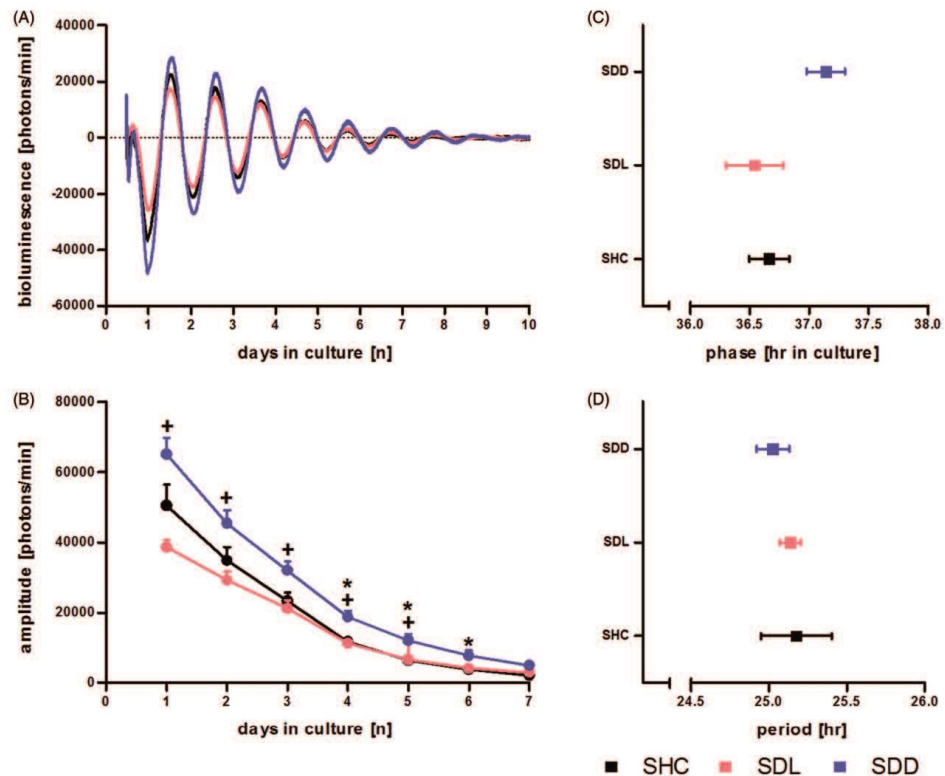 (A)
bioluminescence [photons/min]
40000
20000
0
-20000
-40000
-60000
0 1 2 3 4 5 6 7 8 9 10
days in culture [n]
(C)
SDD
SDL
SHC
36.0 36.5 37.0 37.5 38.0
phase [hr in culture]
(B)
amplitude [photons/min]
80000
60000
40000
20000
0
+
+
+
*
+
*
+
*
0 1 2 3 4 5 6 7
days in culture [n]
(D)
SDD
SDL
SHC
24.5 25.0 25.5 26.0
period [hr]
SHC SDL SDD